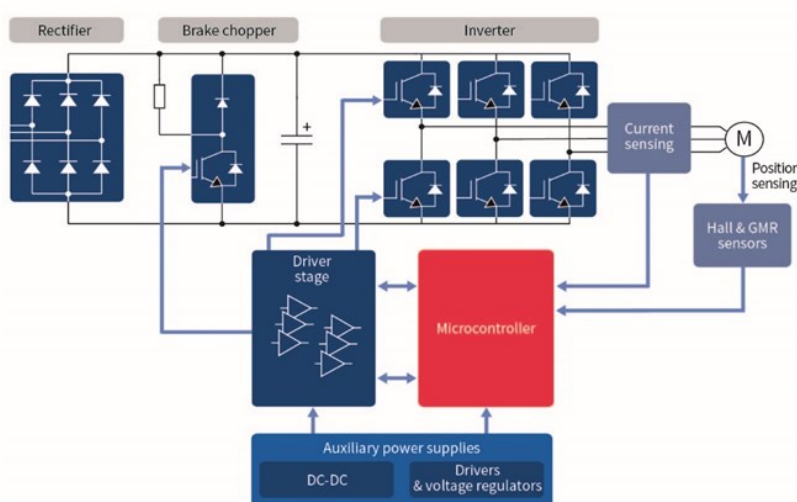 Rectifier
Brake chopper
Inverter
+
Current
sensing
M
Position
sensing
Hall & GMR
sensors
Driver
stage
Microcontroller
Auxiliary power supplies
DC-DC
Drivers
& voltage regulators